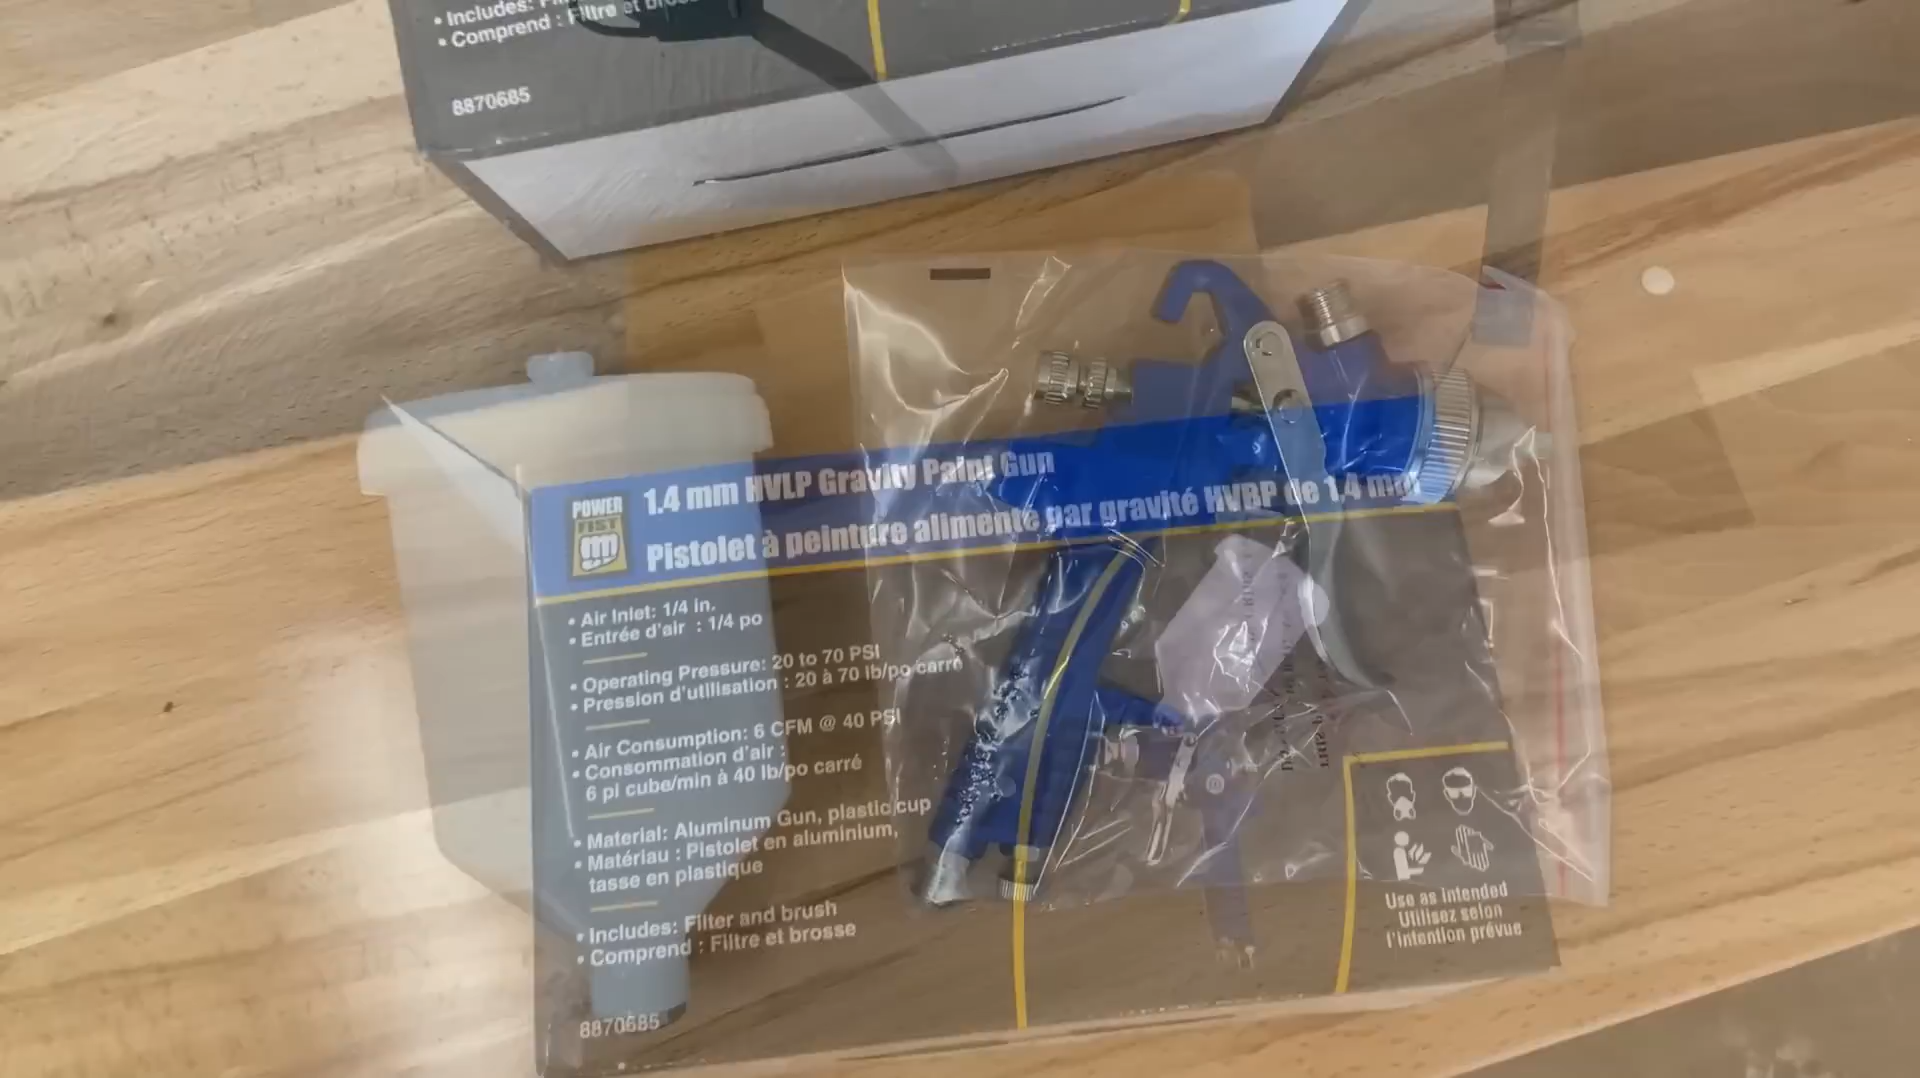 • Includes: Fil
• Comprend : Filtre et brosse
8870685
POWER
FIST
1.4 mm HVLP Gravity Paint Gun
Pistolet à peinture alimente par gravité HVBP de 1.4 mm
• Air Inlet: 1/4 in.
• Entrée d'air : 1/4 po
• Operating Pressure: 20 to 70 PSI
• Pression d'utilisation : 20 à 70 lb/po carré
• Air Consumption: 6 CFM @ 40 PSI
• Consommation d'air :
6 pi cube/min à 40 lb/po carré
• Material: Aluminum Gun, plastic cup
• Matériau : Pistolet en aluminium,
tasse en plastique
• Includes: Filter and brush
• Comprend : Filtre et brosse
8870685
Use as intended
Utilisez selon
l'intention prévue